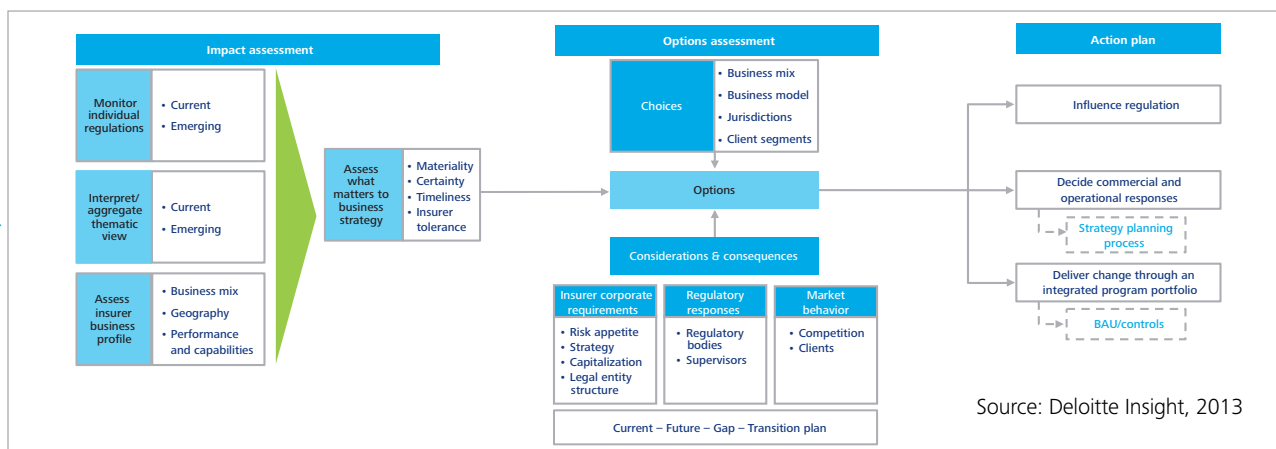 Impact assessment
Monitor
individual
regulations
• Current
• Emerging
Interpret/
aggregate
thematic
view
• Current
• Emerging
Assess
insurer
business
profile
• Business mix
• Geography
• Performance
and capabilities
Assess
what
matters to
business
strategy
• Materiality
• Certainty
• Timeliness
• Insurer
tolerance
Options assessment
Choices
• Business mix
• Business model
• Jurisdictions
• Client segments
Options
Considerations & consequences
Insurer corporate
requirements
• Risk appetite
• Strategy
• Capitalization
• Legal entity
structure
Regulatory
responses
• Regulatory
bodies
• Supervisors
Market
behavior
• Competition
• Clients
Current – Future – Gap – Transition plan
Action plan
Influence regulation
Decide commercial and
operational responses
Strategy planning
process
Deliver change through an
integrated program portfolio
BAU/controls
Source: Deloitte Insight, 2013